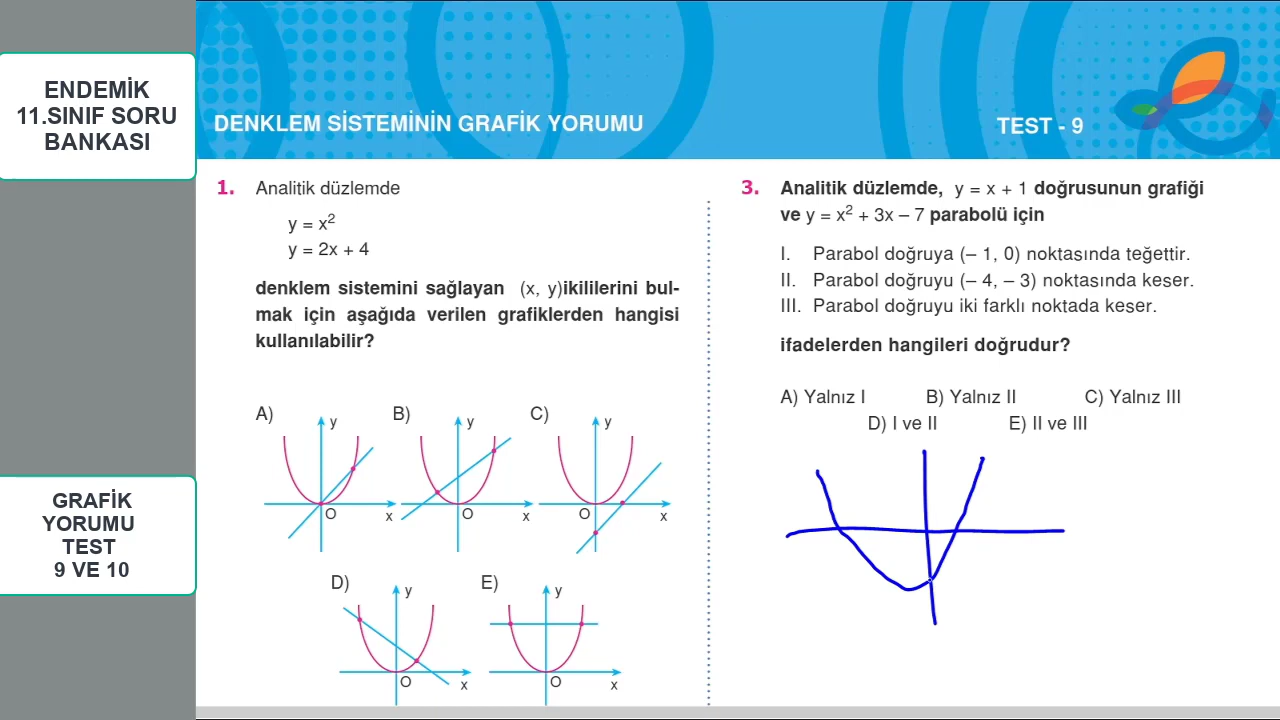 ENDEMİK
11.SINIF SORU
BANKASI
GRAFİK
YORUMU
TEST
9 VE 10
DENKLEM SİSTEMİNİN GRAFİK YORUMU
TEST - 9
1. Analitik düzlemde
y = x²
y = 2x + 4
denklem sistemini sağlayan (x, y)ikililerini bul-
mak için aşağıda verilen grafiklerden hangisi
kullanılabilir?
A) y O x
B) y O x
C) y O x
D) y O x
E) y O x
3. Analitik düzlemde, y = x + 1 doğrusunun grafiği
ve y = x² + 3x – 7 parabolü için
I. Parabol doğruya (– 1, 0) noktasında teğettir.
II. Parabol doğruyu (– 4, – 3) noktasında keser.
III. Parabol doğruyu iki farklı noktada keser.
ifadelerden hangileri doğrudur?
A) Yalnız I B) Yalnız II C) Yalnız III
D) I ve II E) II ve III